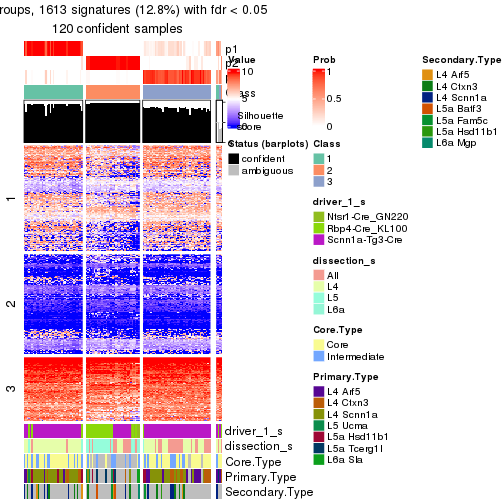 roups, 1613 signatures (12.8%) with fdr < 0.05
120 confident samples
p1
p2
Value
10
5
0
Silhouette
score
Status (barplots)
confident
ambiguous
Prob
1
0.5
0
Class
1
2
3
driver_1_s
Ntsr1-Cre_GN220
Rbp4-Cre_KL100
Scnn1a-Tg3-Cre
dissection_s
All
L4
L5
L6a
Core.Type
Core
Intermediate
Primary.Type
L4 Arf5
L4 Ctxn3
L4 Scnn1a
L5 Ucma
L5a Hsd11b1
L5a Tcerg1l
L6a Sla
Secondary.Type
L4 Arf5
L4 Ctxn3
L4 Scnn1a
L5a Batf3
L5a Fam5c
L5a Hsd11b1
L6a Mgp
1
2
3
driver_1_s
dissection_s
Core.Type
Primary.Type
Secondary.Type